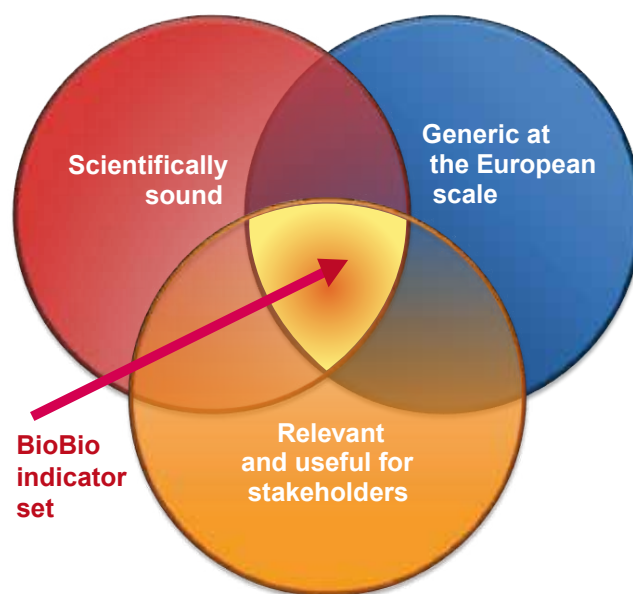 Scientifically
sound
Generic at
the European
scale
Relevant
and useful for
stakeholders
BioBio
indicator
set